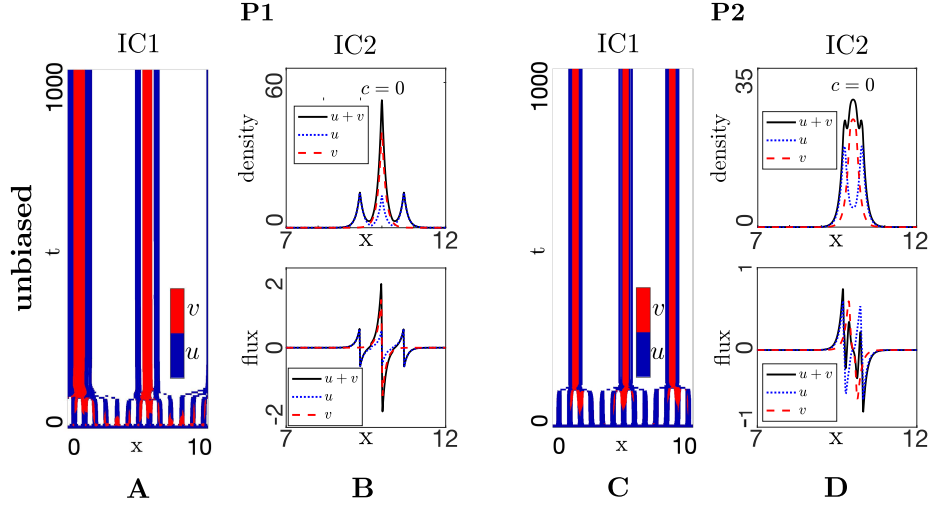 P1
P2
IC1
IC2
IC1
IC2
unbiased
1000
t
0
0
x
10
v
u
60
density
0
7
x
12
c = 0
u + v
u
v
2
flux
0
-2
7
x
12
u + v
u
v
1000
t
0
0
x
10
v
u
35
density
0
7
x
12
c = 0
u + v
u
v
1
flux
0
-1
7
x
12
u + v
u
v
A
B
C
D